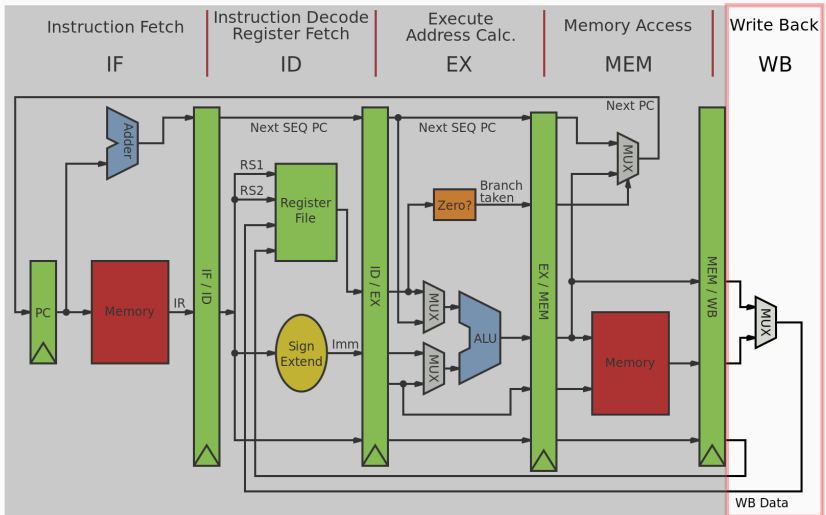 Instruction Fetch
IF
Instruction Decode
Register Fetch
ID
Execute
Address Calc.
EX
Memory Access
MEM
Write Back
WB
Next PC
Adder
Next SEQ PC
Next SEQ PC
MUX
RS1
RS2
Register
File
Branch
taken
Zero?
IF / ID
ID / EX
EX / MEM
MEM / WB
PC
Memory
IR
MUX
MUX
ALU
Sign
Extend
Imm
Memory
MUX
WB Data